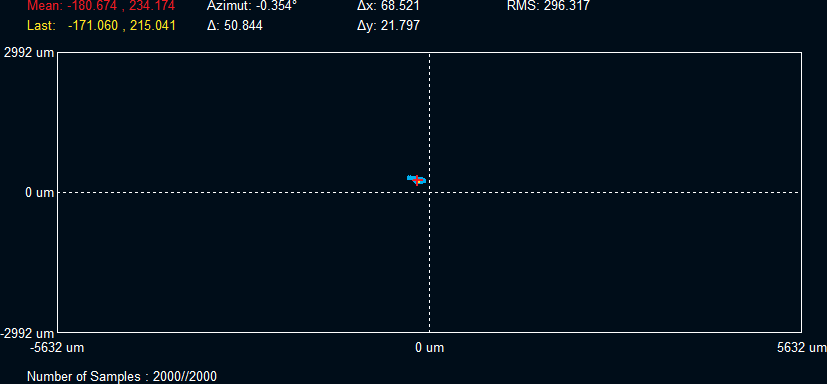 Mean: -180.674 , 234.174 Azimut: -0.354° Δx: 68.521 RMS: 296.317
Last: -171.060 , 215.041 Δ: 50.844 Δy: 21.797
2992 um
0 um
-2992 um
-5632 um 0 um 5632 um
Number of Samples : 2000//2000